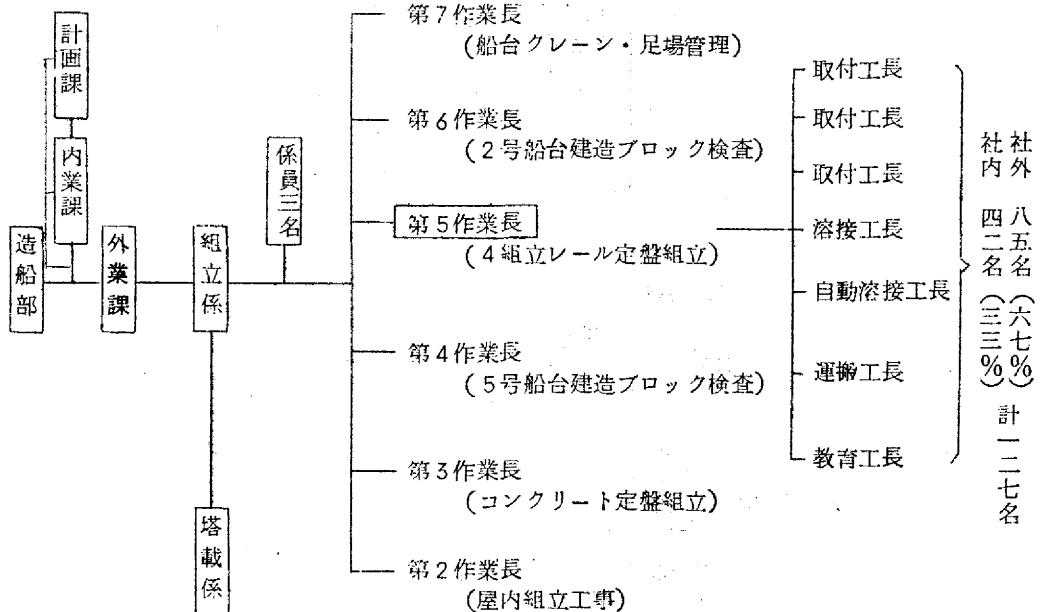 造船部
計画課
内業課
外業課
組立係
塔載係
係員三名
第7作業長
(船台クレーン・足場管理)
第6作業長
(2号船台建造ブロック検査)
第5作業長
(4組立レール定盤組立)
第4作業長
(5号船台建造ブロック検査)
第3作業長
(コンクリート定盤組立)
第2作業長
(屋内組立工事)
取付工長
取付工長
取付工長
溶接工長
自動溶接工長
運搬工長
教育工長
社外 八五名(六七%)
社内 四二名(三三%)
計一二七名